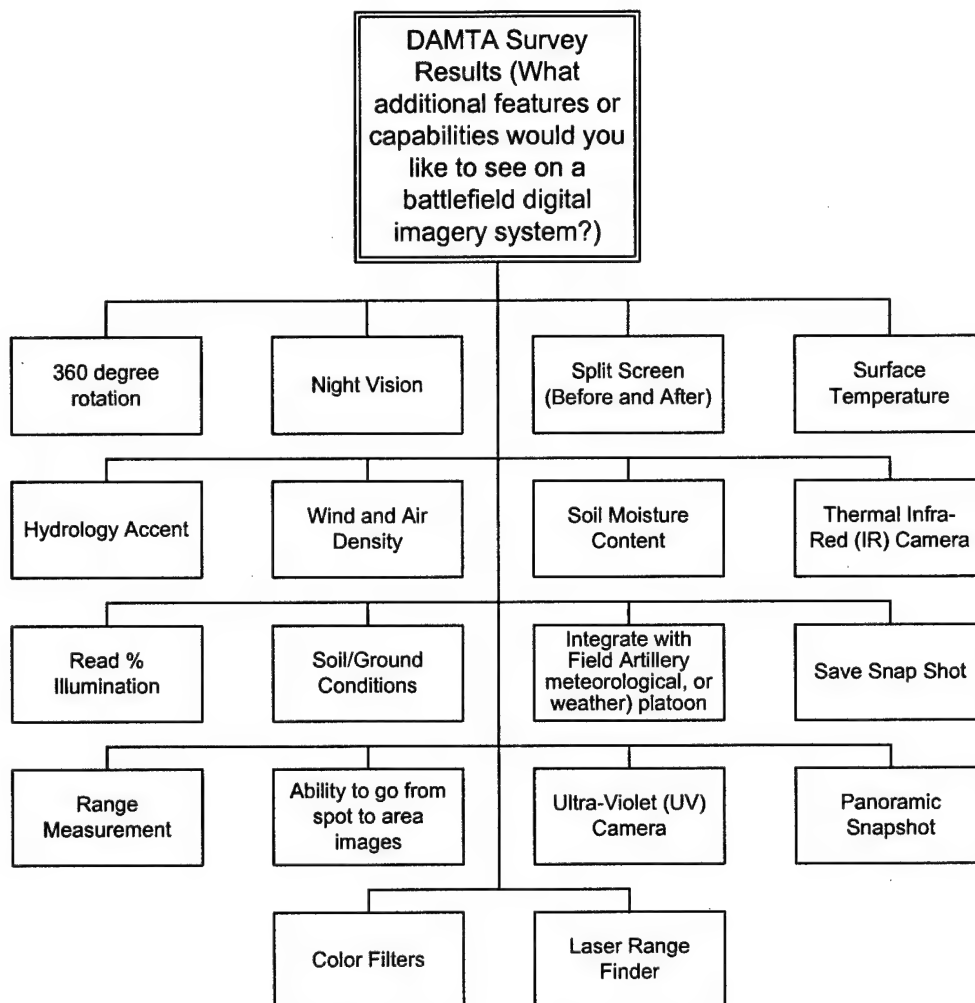 DAMTA Survey
Results (What
additional features or
capabilities would you
like to see on a
battlefield digital
imagery system?)
360 degree
rotation
Night Vision
Split Screen
(Before and After)
Surface
Temperature
Hydrology Accent
Wind and Air
Density
Soil Moisture
Content
Thermal Infra-
Red (IR) Camera
Read %
Illumination
Soil/Ground
Conditions
Integrate with
Field Artillery
meteorological, or
weather) platoon
Save Snap Shot
Range
Measurement
Ability to go from
spot to area
images
Ultra-Violet (UV)
Camera
Panoramic
Snapshot
Color Filters
Laser Range
Finder